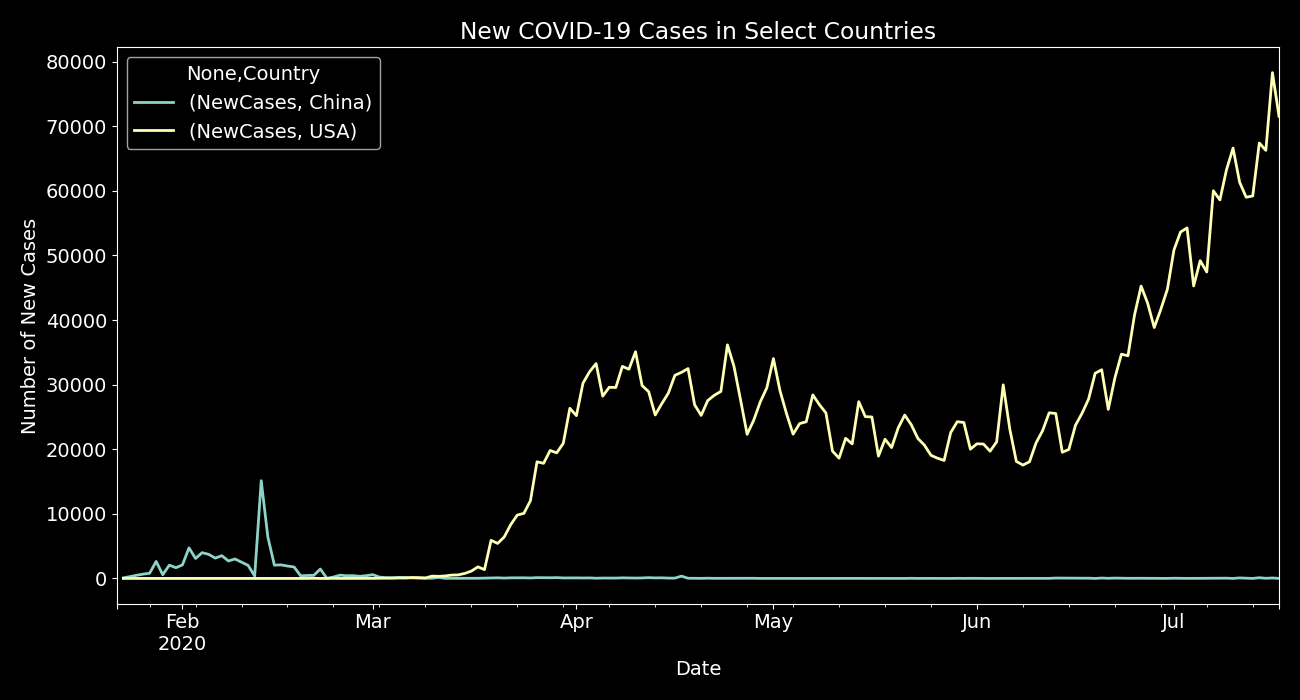 New COVID-19 Cases in Select Countries
80000
70000
60000
50000
40000
30000
20000
10000
0
Number of New Cases
None,Country
(NewCases, China)
(NewCases, USA)
Feb Mar Apr May Jun Jul
2020
Date